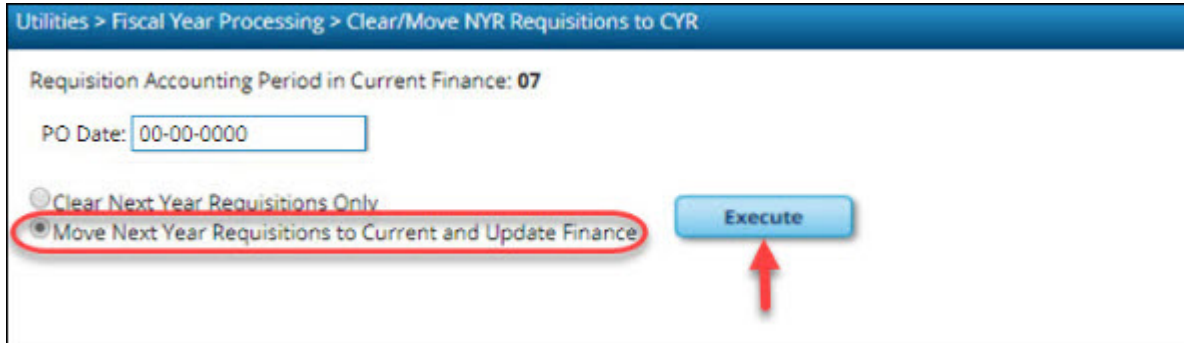 Utilities > Fiscal Year Processing > Clear/Move NYR Requisitions to CYR
Requisition Accounting Period in Current Finance: 07
PO Date: 00-00-0000
Clear Next Year Requisitions Only
Move Next Year Requisitions to Current and Update Finance
Execute